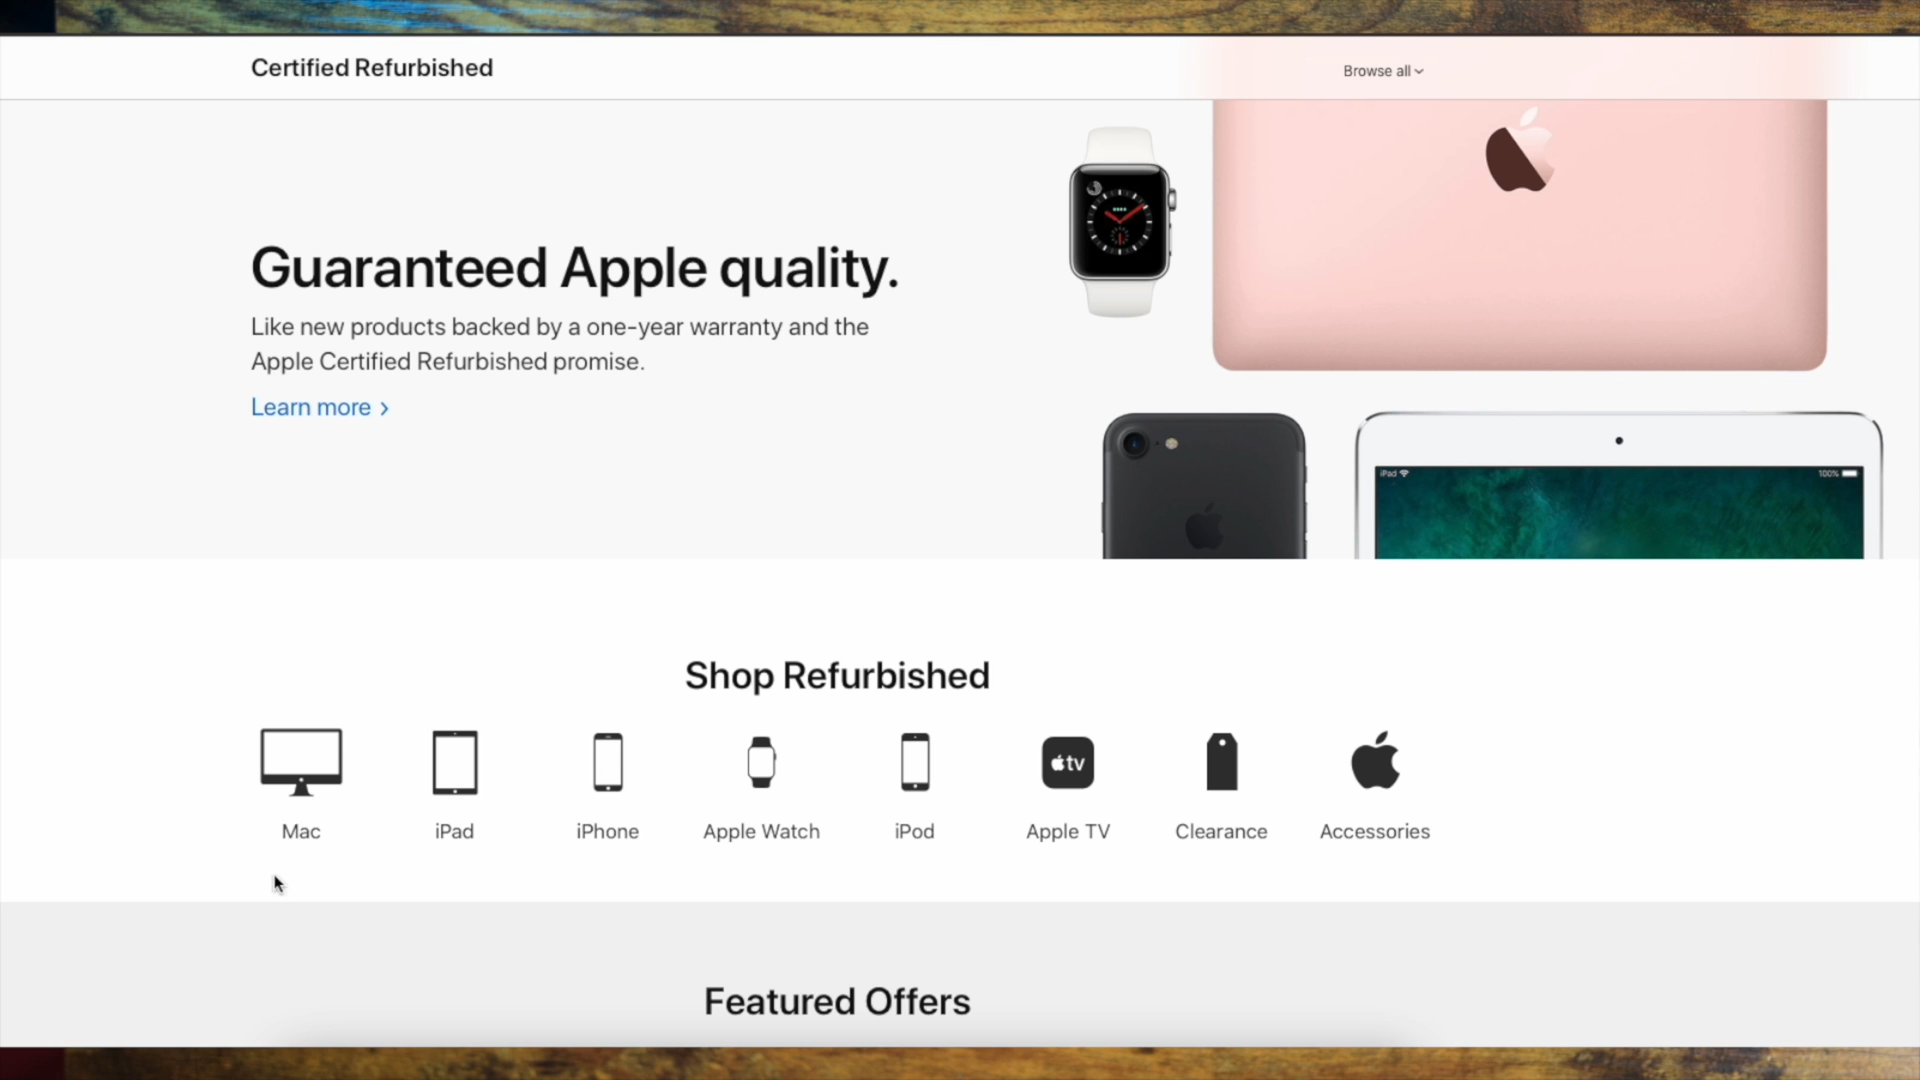 Certified Refurbished
Browse all
Guaranteed Apple quality.
Like new products backed by a one-year warranty and the
Apple Certified Refurbished promise.
Learn more >
iPad
100%
Shop Refurbished
tv
Mac
iPad
iPhone
Apple Watch
iPod
Apple TV
Clearance
Accessories
Featured Offers